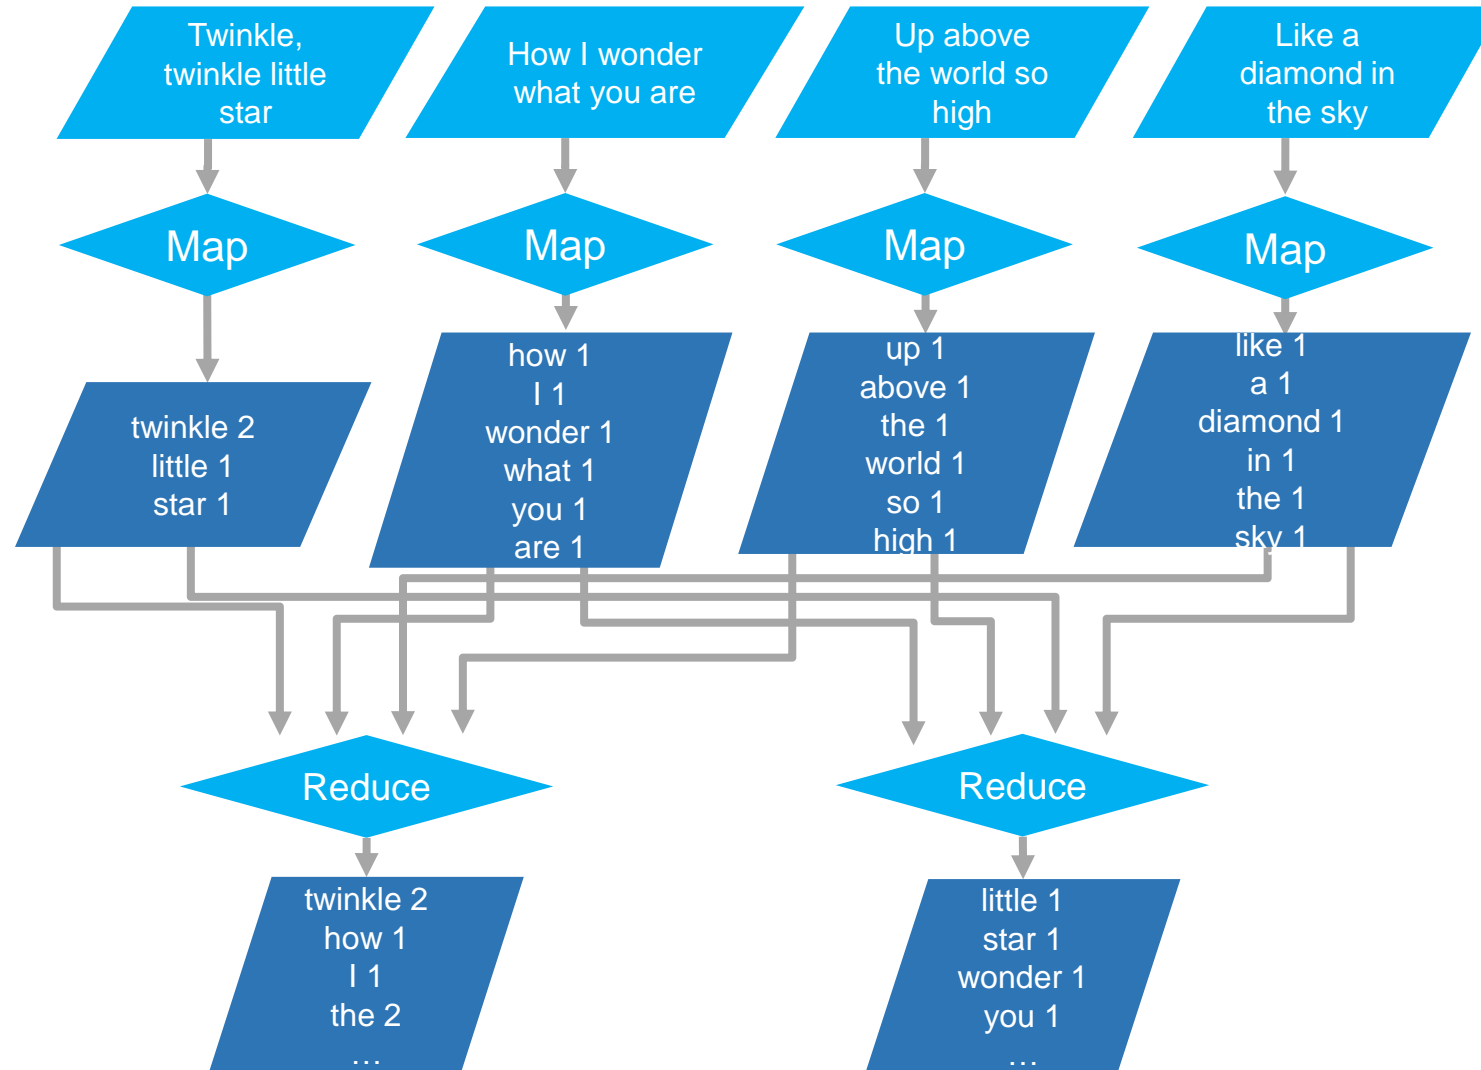 Twinkle,
twinkle little
star
How I wonder
what you are
Up above
the world so
high
Like a
diamond in
the sky
Map
Map
Map
Map
twinkle 2
little 1
star 1
how 1
I 1
wonder 1
what 1
you 1
are 1
up 1
above 1
the 1
world 1
so 1
high 1
like 1
a 1
diamond 1
in 1
the 1
sky 1
Reduce
Reduce
twinkle 2
how 1
I 1
the 2
...
little 1
star 1
wonder 1
you 1
...